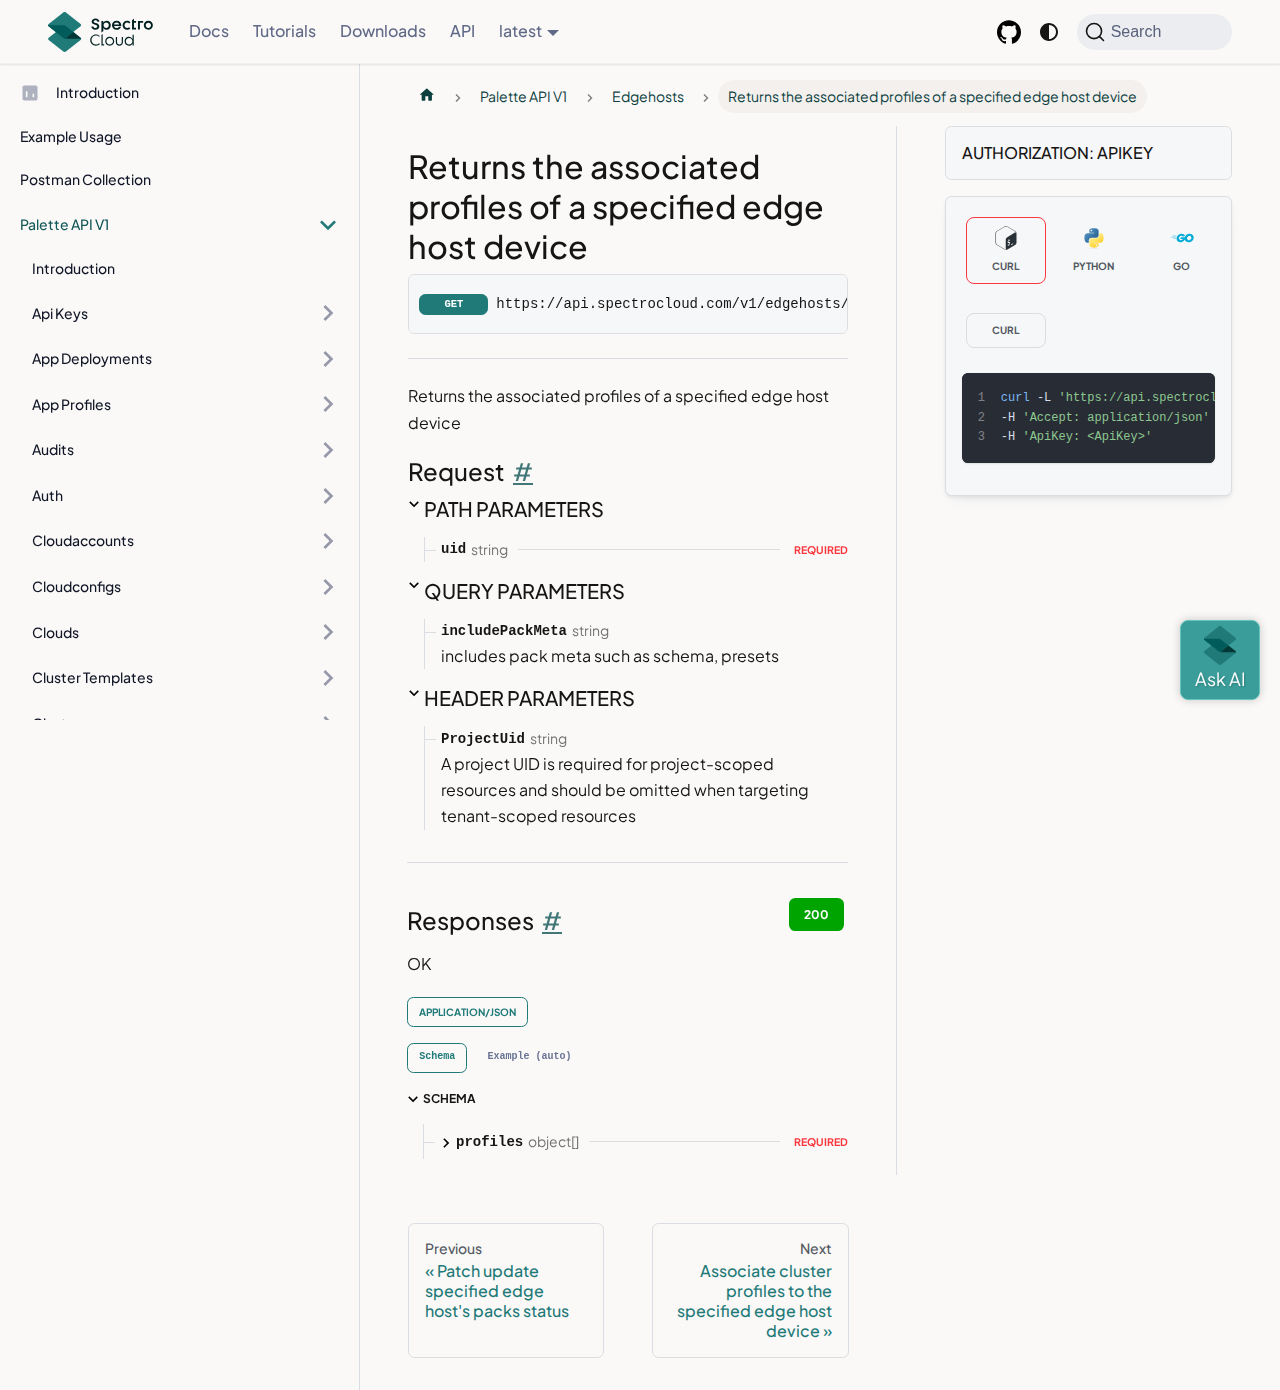 Spectro
Cloud
Docs
Tutorials
Downloads
API
latest
Search
Introduction
Example Usage
Postman Collection
Palette API V1
Introduction
Api Keys
App Deployments
App Profiles
Audits
Auth
Cloudaccounts
Cloudconfigs
Clouds
Cluster Templates
Palette API V1
Edgehosts
Returns the associated profiles of a specified edge host device
Returns the associated
profiles of a specified edge
host device
GET https://api.spectrocloud.com/v1/edgehosts/
Returns the associated profiles of a specified edge host
device
Request #
PATH PARAMETERS
uid string REQUIRED
QUERY PARAMETERS
includePackMeta string
includes pack meta such as schema, presets
HEADER PARAMETERS
ProjectUid string
A project UID is required for project-scoped
resources and should be omitted when targeting
tenant-scoped resources
Responses #
200
OK
APPLICATION/JSON
Schema
Example (auto)
SCHEMA
profiles object[] REQUIRED
Previous
« Patch update
specified edge
host's packs status
Next
Associate cluster
profiles to the
specified edge host
device »
AUTHORIZATION: APIKEY
CURL
PYTHON
GO
CURL
1 curl -L 'https://api.spectrocl
2 -H 'Accept: application/json'
3 -H 'ApiKey: <ApiKey>'
Ask AI